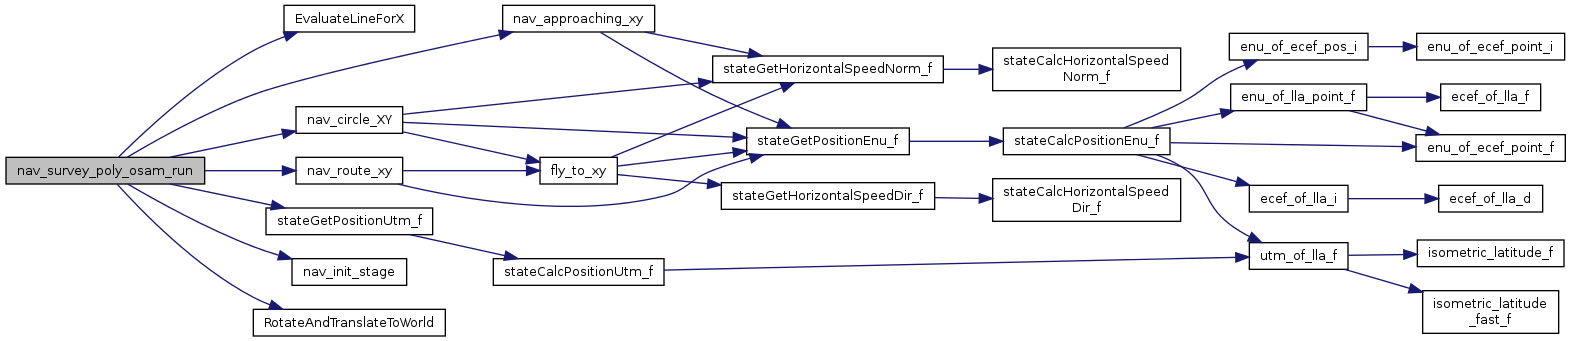 nav_survey_poly_osam_run
EvaluateLineForX
nav_approaching_xy
nav_circle_XY
nav_route_xy
stateGetPositionUtm_f
nav_init_stage
RotateAndTranslateToWorld
fly_to_xy
stateCalcPositionUtm_f
stateGetHorizontalSpeedNorm_f
stateGetPositionEnu_f
stateGetHorizontalSpeedDir_f
stateCalcHorizontalSpeed
Norm_f
stateCalcPositionEnu_f
stateCalcHorizontalSpeed
Dir_f
enu_of_ecef_pos_i
enu_of_lla_point_f
ecef_of_lla_i
utm_of_lla_f
enu_of_ecef_point_i
ecef_of_lla_f
enu_of_ecef_point_f
ecef_of_lla_d
isometric_latitude_f
isometric_latitude
_fast_f